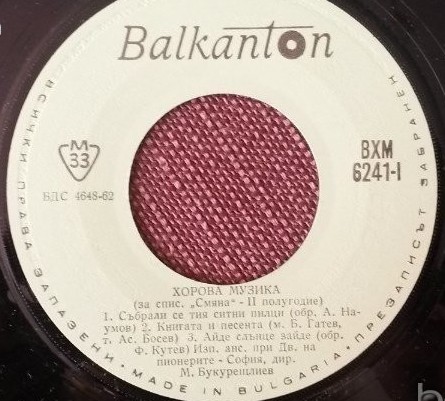 Balkanton
M
33
БДС 4648-62
ВХМ
6241-I
ХОРОВА МУЗИКА
(за спис. „Смяна" - II полугодие)
1. Събрали се тия ситни пилци (обр. А. На-
умов) 2. Книгата и песента (м. Б. Гатев,
т. Ас. Босев) 3. Айде слънце зайде (обр.
Ф. Кутев) Изп. анс. при Дв. на
пионерите - София, дир.
М. Букурещлиев
ВСИЧКИ ПРАВА ЗАПАЗЕНИ • MADE IN BULGARIA • ПРЕЗАПИСЪТ ЗАБРАНЕН